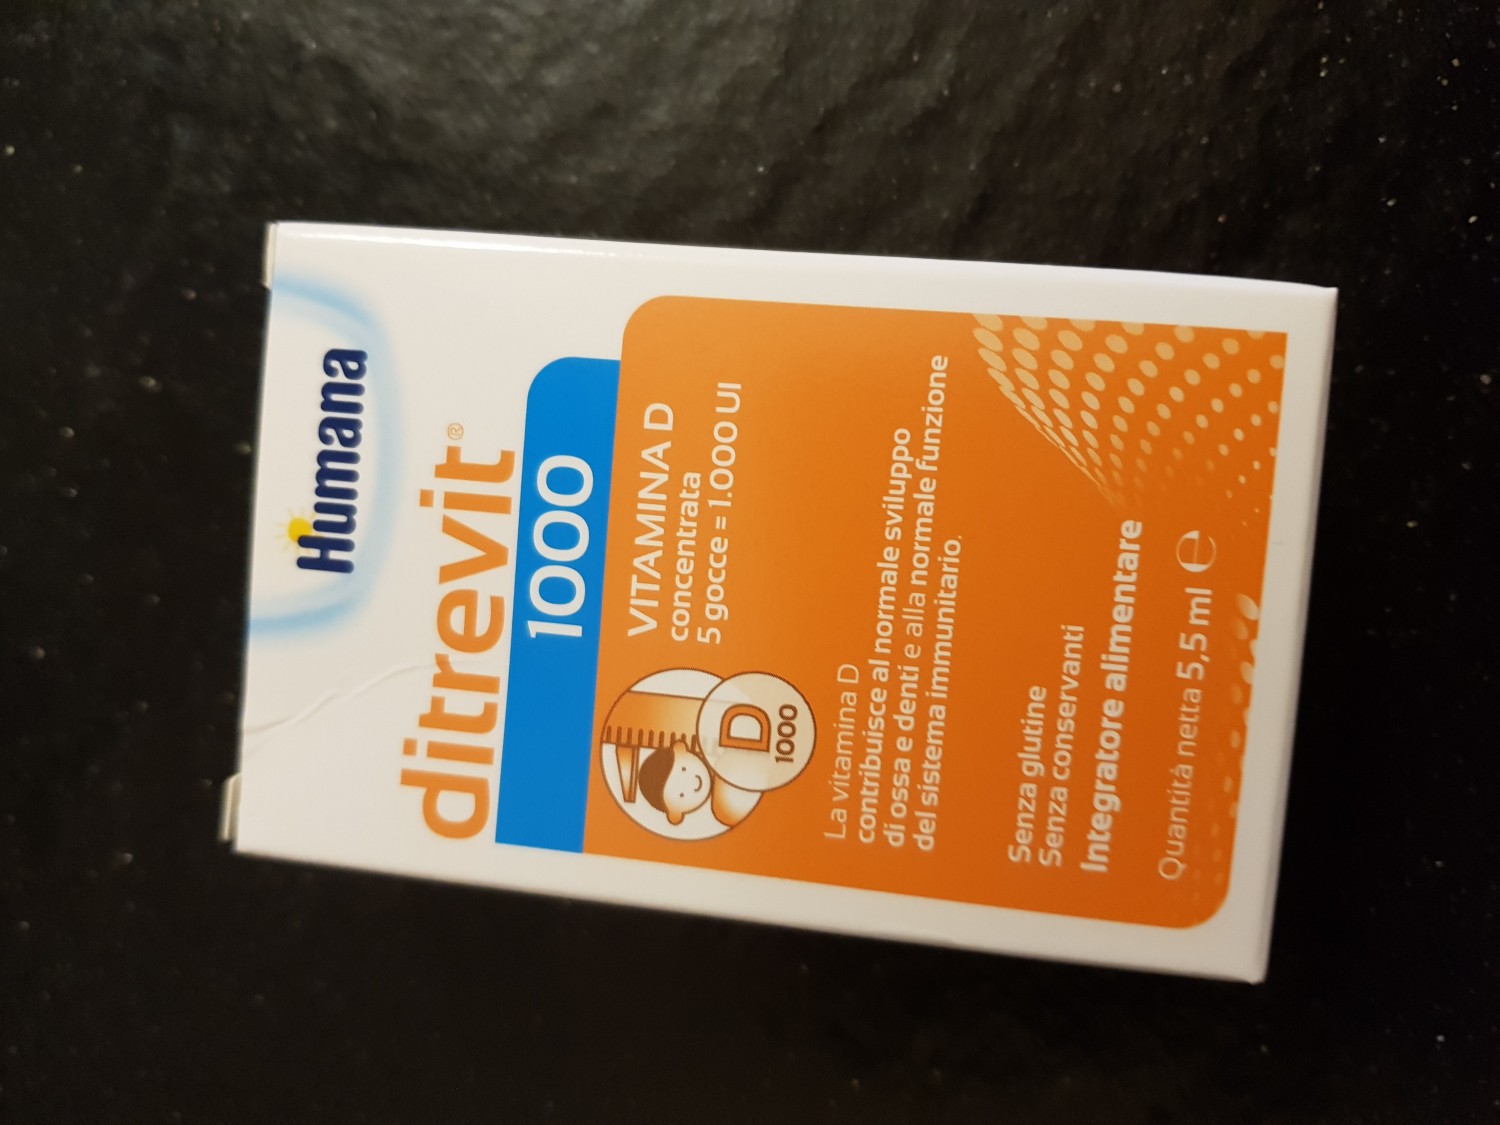 Humana
ditrevit®
1000
VITAMINA D
concentrata
5 gocce = 1.000 UI
D
1000
La vitamina D
contribuisce al normale sviluppo
di ossa e denti e alla normale funzione
del sistema immunitario.
Senza glutine
Senza conservanti
Integratore alimentare
Quantità netta 5,5 ml ℮